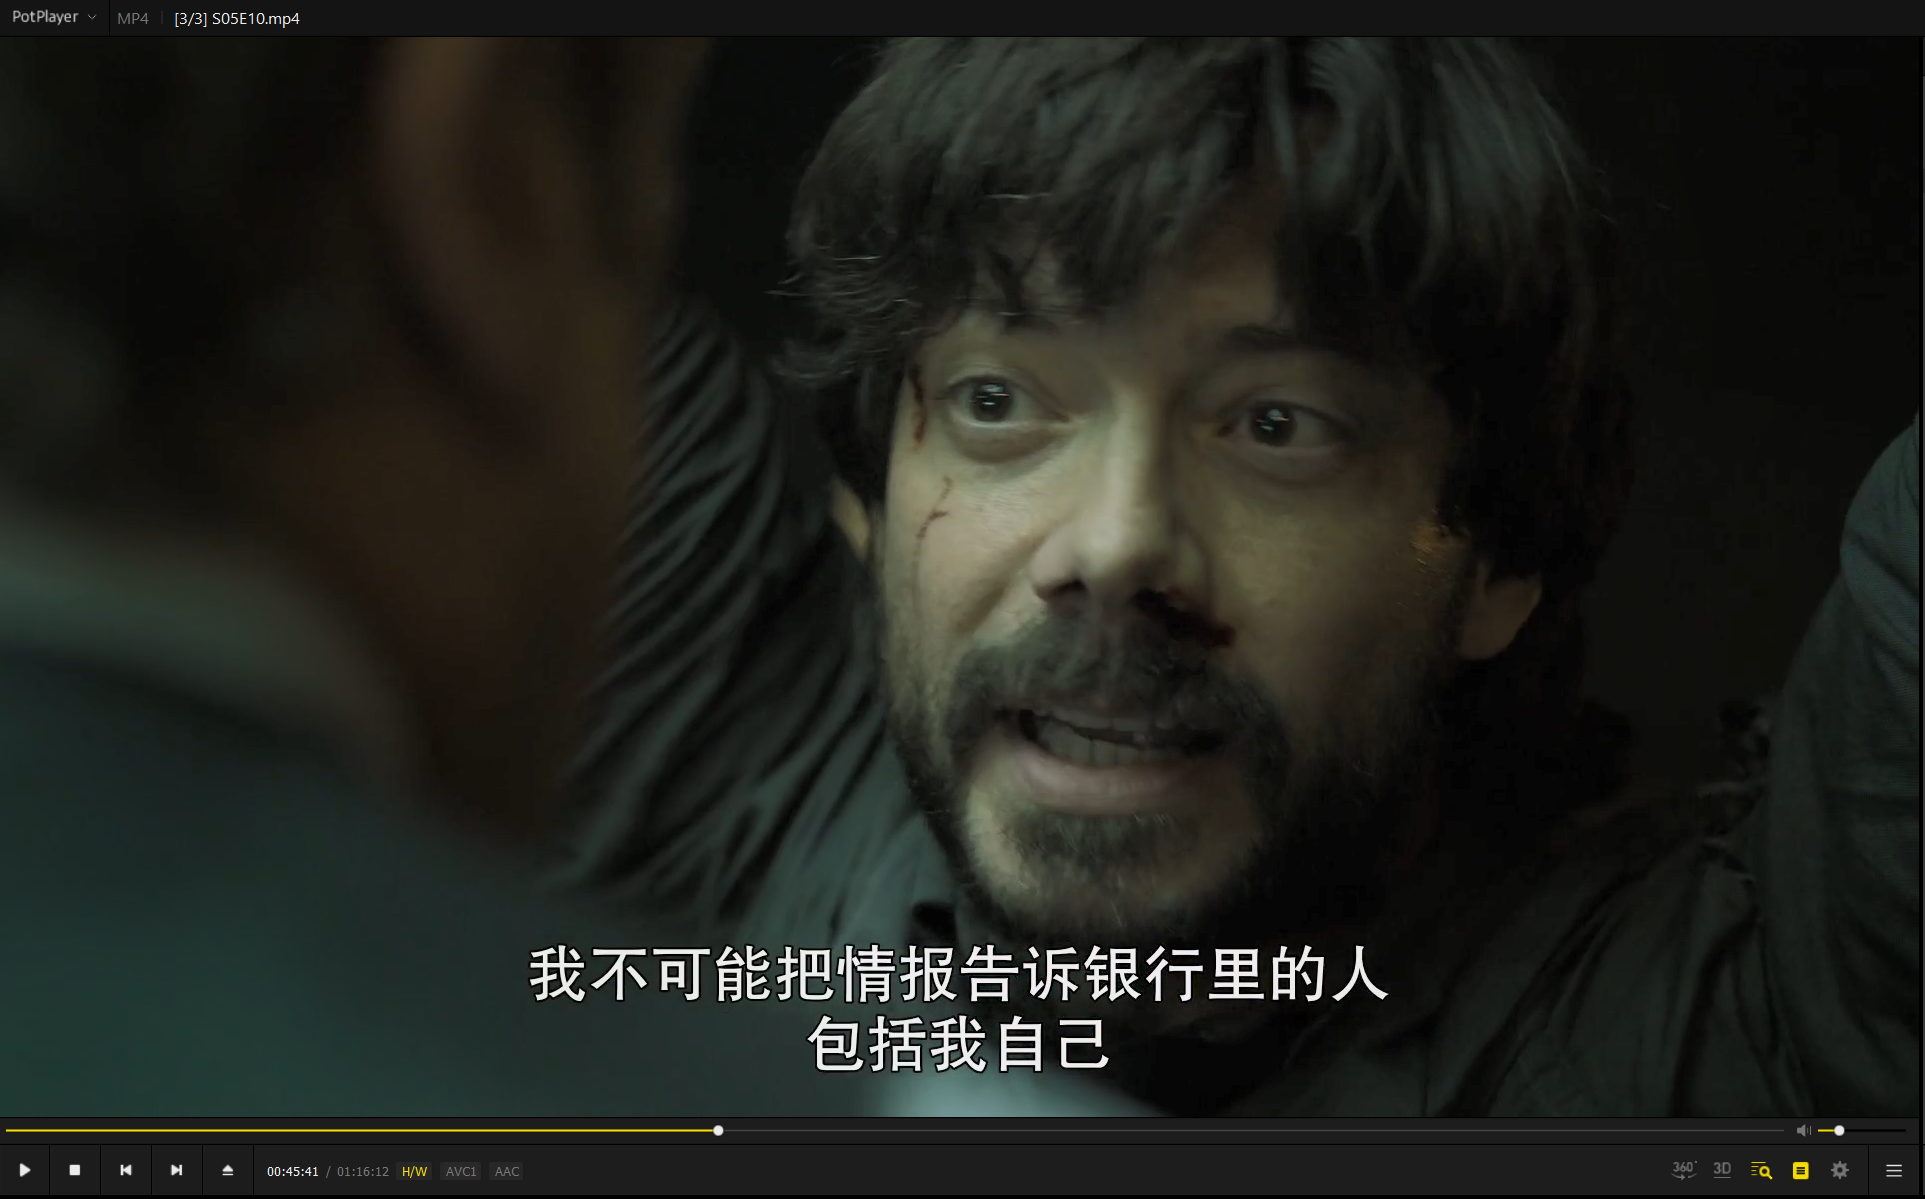 PotPlayer MP4 [3/3] S05E10.mp4
我不可能把情报告诉银行里的人
包括我自己
00:45:41 / 01:16:12 H/W AVC1 AAC 360° 3D